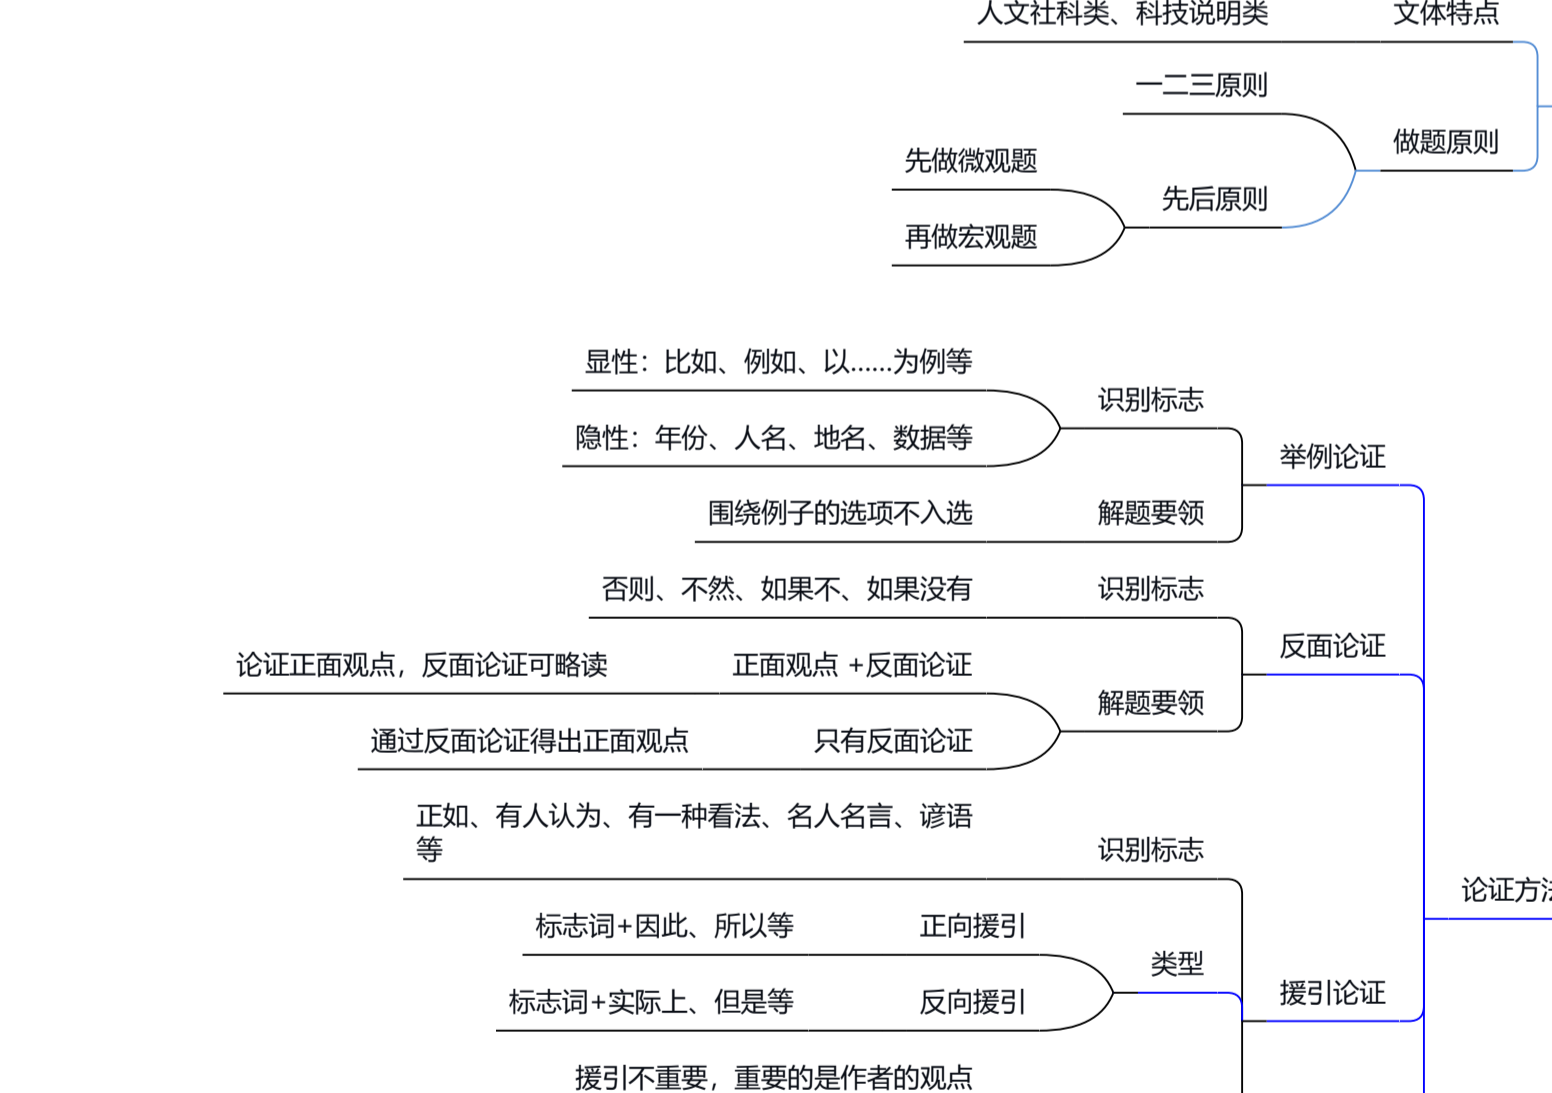 人文社科类、科技说明类
文体特点
一二三原则
做题原则
先做微观题
先后原则
再做宏观题
显性：比如、例如、以……为例等
识别标志
隐性：年份、人名、地名、数据等
举例论证
围绕例子的选项不入选
解题要领
否则、不然、如果不、如果没有
识别标志
反面论证
论证正面观点，反面论证可略读
正面观点 +反面论证
解题要领
通过反面论证得出正面观点
只有反面论证
正如、有人认为、有一种看法、名人名言、谚语
等
识别标志
论证方法
标志词+因此、所以等
正向援引
类型
标志词+实际上、但是等
反向援引
援引论证
援引不重要，重要的是作者的观点